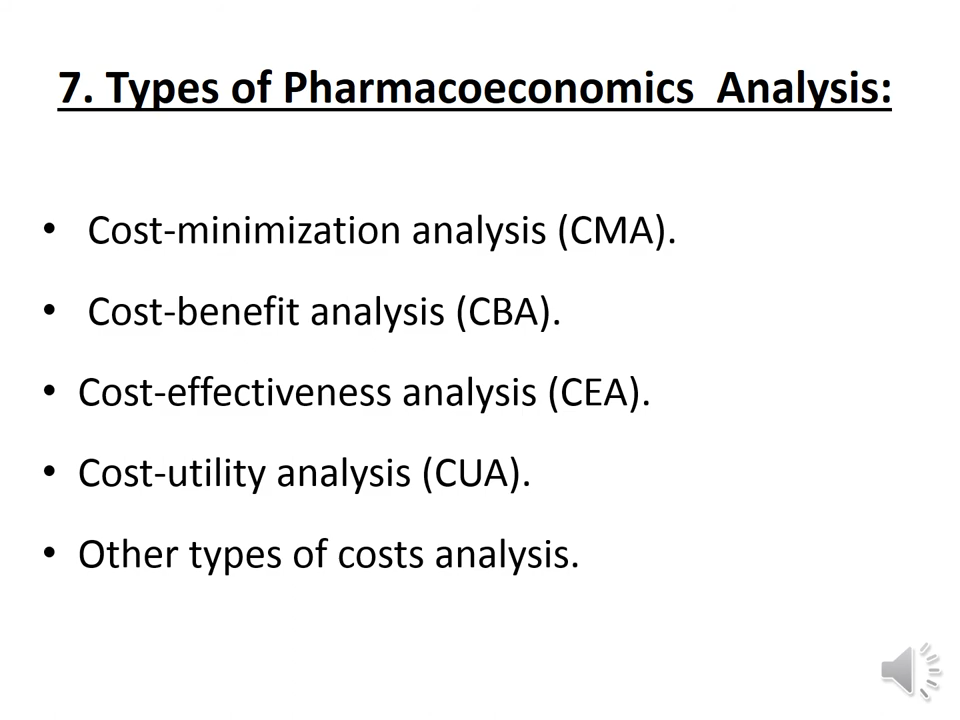 7. Types of Pharmacoeconomics  Analysis:
• Cost-minimization analysis (CMA).
• Cost-benefit analysis (CBA).
• Cost-effectiveness analysis (CEA).
• Cost-utility analysis (CUA).
• Other types of costs analysis.